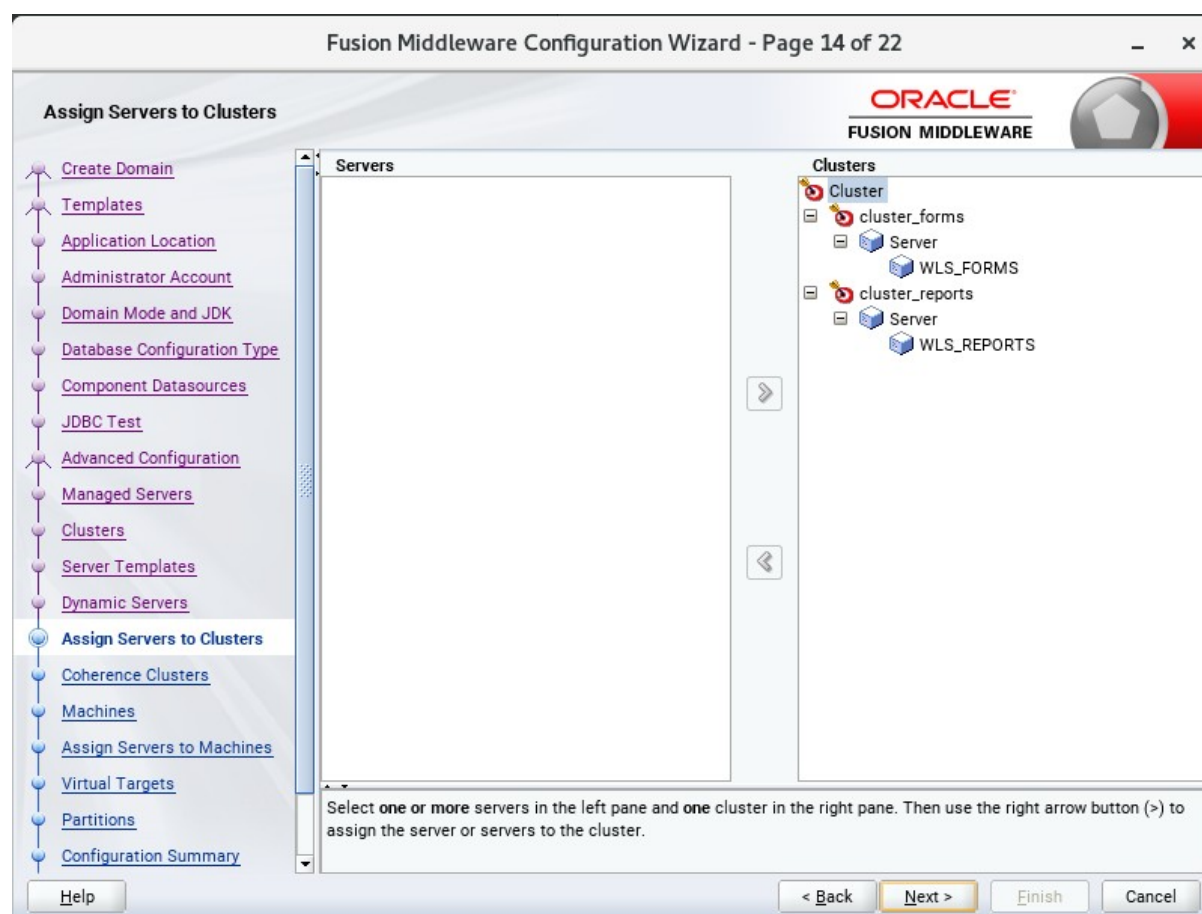 Fusion Middleware Configuration Wizard - Page 14 of 22
Assign Servers to Clusters
ORACLE
FUSION MIDDLEWARE
Create Domain
Templates
Application Location
Administrator Account
Domain Mode and JDK
Database Configuration Type
Component Datasources
JDBC Test
Advanced Configuration
Managed Servers
Clusters
Server Templates
Dynamic Servers
Assign Servers to Clusters
Coherence Clusters
Machines
Assign Servers to Machines
Virtual Targets
Partitions
Configuration Summary
Servers
Clusters
Cluster
cluster_forms
Server
WLS_FORMS
cluster_reports
Server
WLS_REPORTS
Select one or more servers in the left pane and one cluster in the right pane. Then use the right arrow button (>) to
assign the server or servers to the cluster.
Help
< Back
Next >
Finish
Cancel